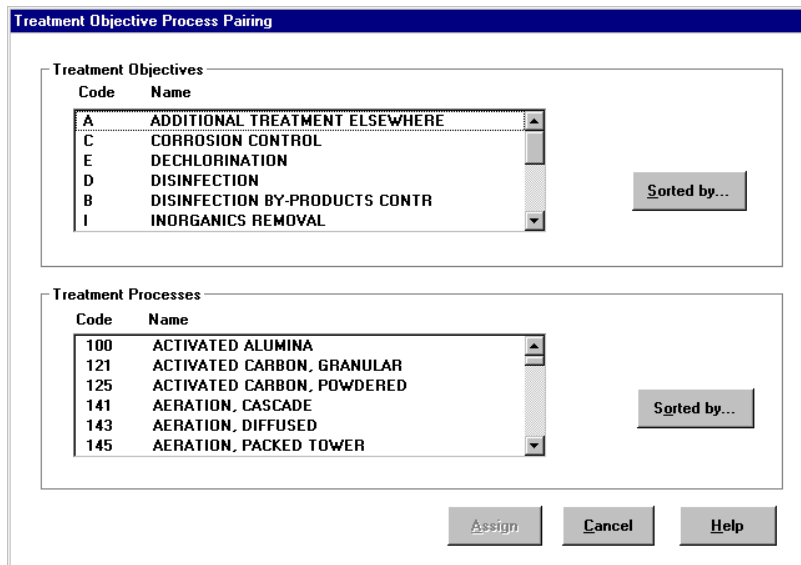 Treatment Objective Process Pairing
Treatment Objectives
Code Name
A ADDITIONAL TREATMENT ELSEWHERE
C CORROSION CONTROL
E DECHLORINATION
D DISINFECTION
B DISINFECTION BY-PRODUCTS CONTR
I INORGANICS REMOVAL
Sorted by...
Treatment Processes
Code Name
100 ACTIVATED ALUMINA
121 ACTIVATED CARBON, GRANULAR
125 ACTIVATED CARBON, POWDERED
141 AERATION, CASCADE
143 AERATION, DIFFUSED
145 AERATION, PACKED TOWER
Sorted by...
Assign Cancel Help